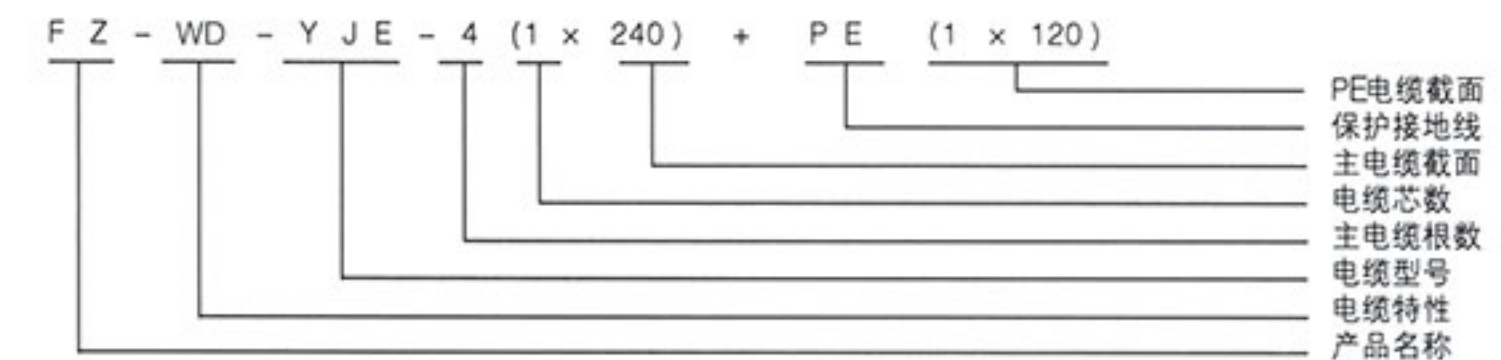 FZ - WD - YJE - 4 (1 × 240) + PE (1 × 120)
PE电缆截面
保护接地线
主电缆截面
电缆芯数
主电缆根数
电缆型号
电缆特性
产品名称